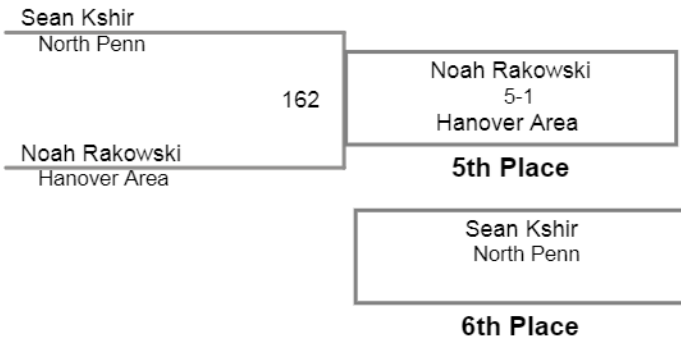 Sean Kshir
North Penn
162
Noah Rakowski
Hanover Area
Noah Rakowski
5-1
Hanover Area
5th Place
Sean Kshir
North Penn
6th Place